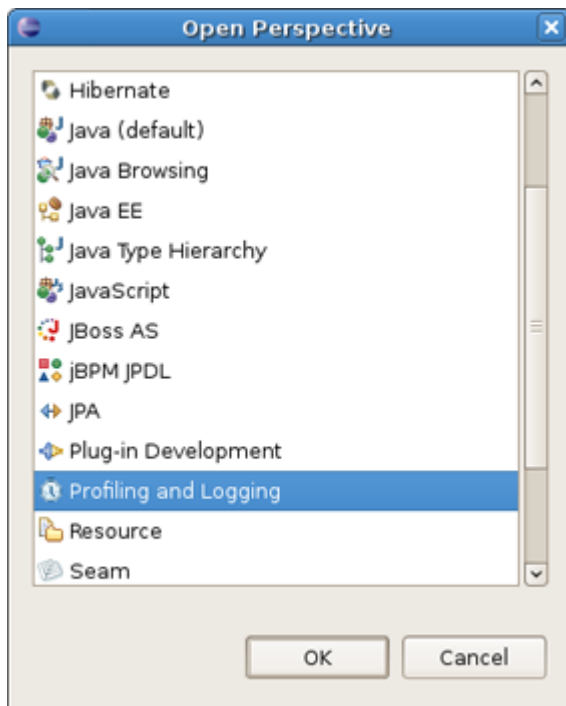 Open Perspective
Hibernate
Java (default)
Java Browsing
Java EE
Java Type Hierarchy
JavaScript
JBoss AS
jBPM JPDL
JPA
Plug-in Development
Profiling and Logging
Resource
Seam
OK
Cancel